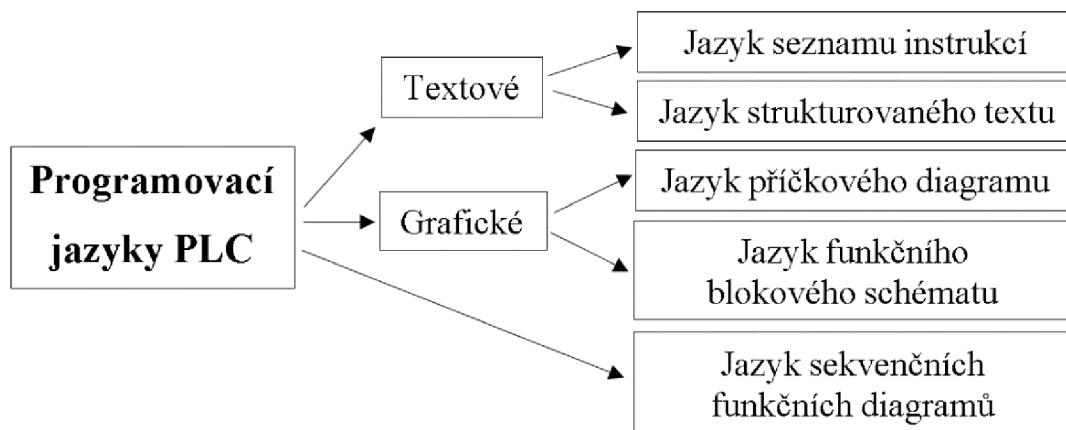 Programovací
jazyky PLC
Textové
Grafické
Jazyk seznamu instrukcí
Jazyk strukturovaného textu
Jazyk příčkového diagramu
Jazyk funkčního
blokového schématu
Jazyk sekvenčních
funkčních diagramů